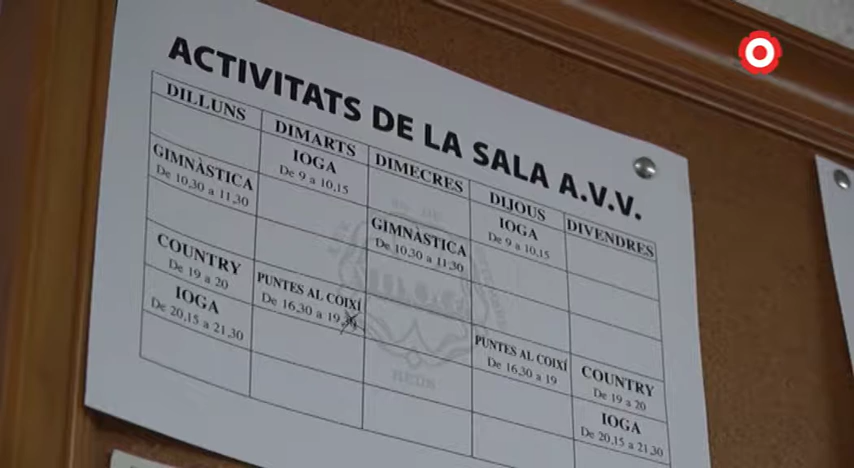 ACTIVITATS DE LA SALA A.V.V.
DILLUNS DIMARTS DIMECRES DIJOUS DIVENDRES
IOGA
De 9 a 10,15
IOGA
De 9 a 10,15
GIMNÀSTICA
De 10,30 a 11,30
GIMNÀSTICA
De 10,30 a 11,30
COUNTRY
De 19 a 20
PUNTES AL COIXÍ
De 16,30 a 19
PUNTES AL COIXÍ
De 16,30 a 19
COUNTRY
De 19 a 20
IOGA
De 20,15 a 21,30
IOGA
De 20,15 a 21,30
REUS